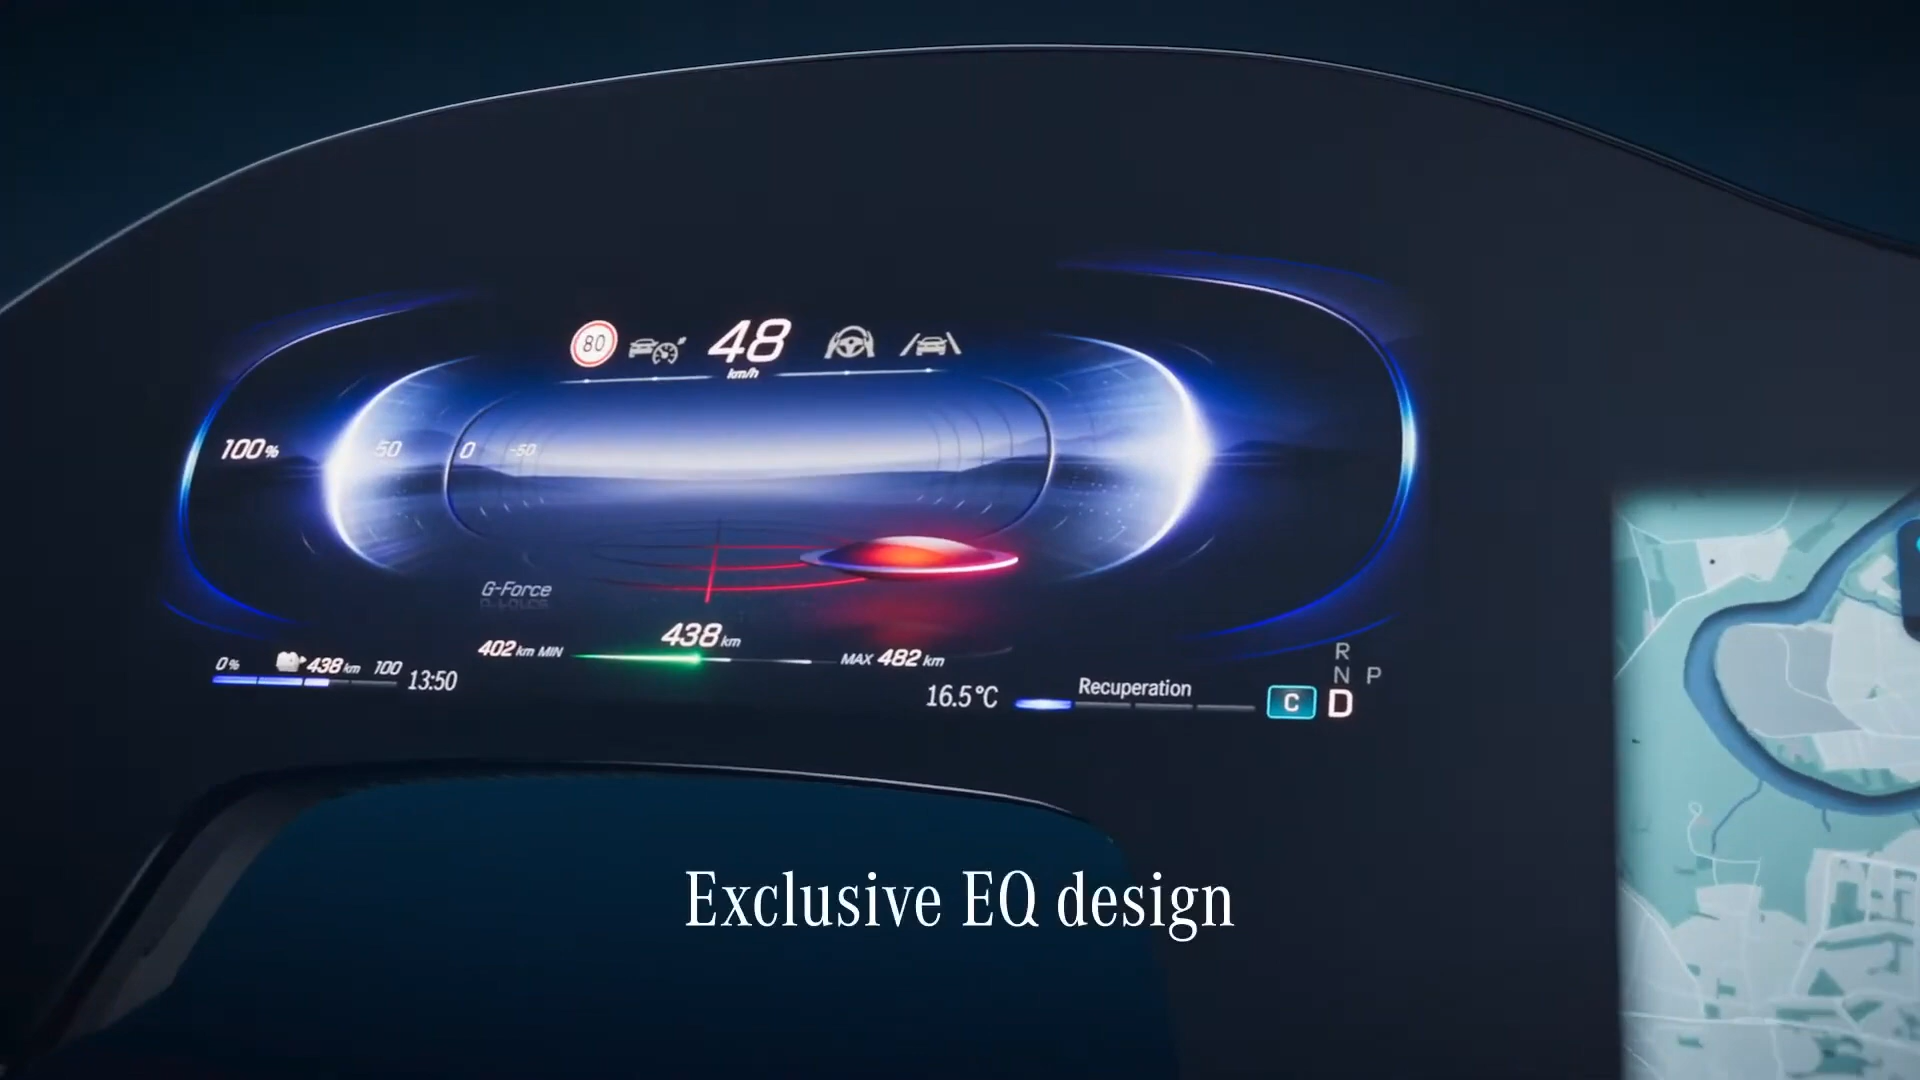 80
48
km/h
100%
50
0
-50
G-Force
438 km
402 km MIN
MAX 482 km
0%
438 km
100
13:50
16.5°C
Recuperation
C
R
N P
D
Exclusive EQ design